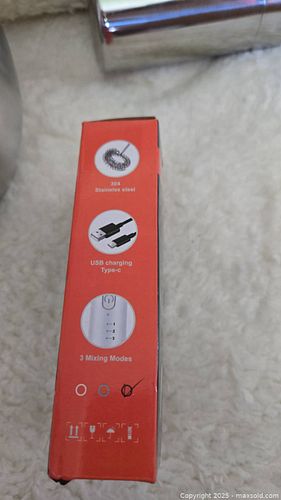 304
Stainless steel
USB charging
Type-c
3 Mixing Modes
Copyright 2025 - maxsold.com